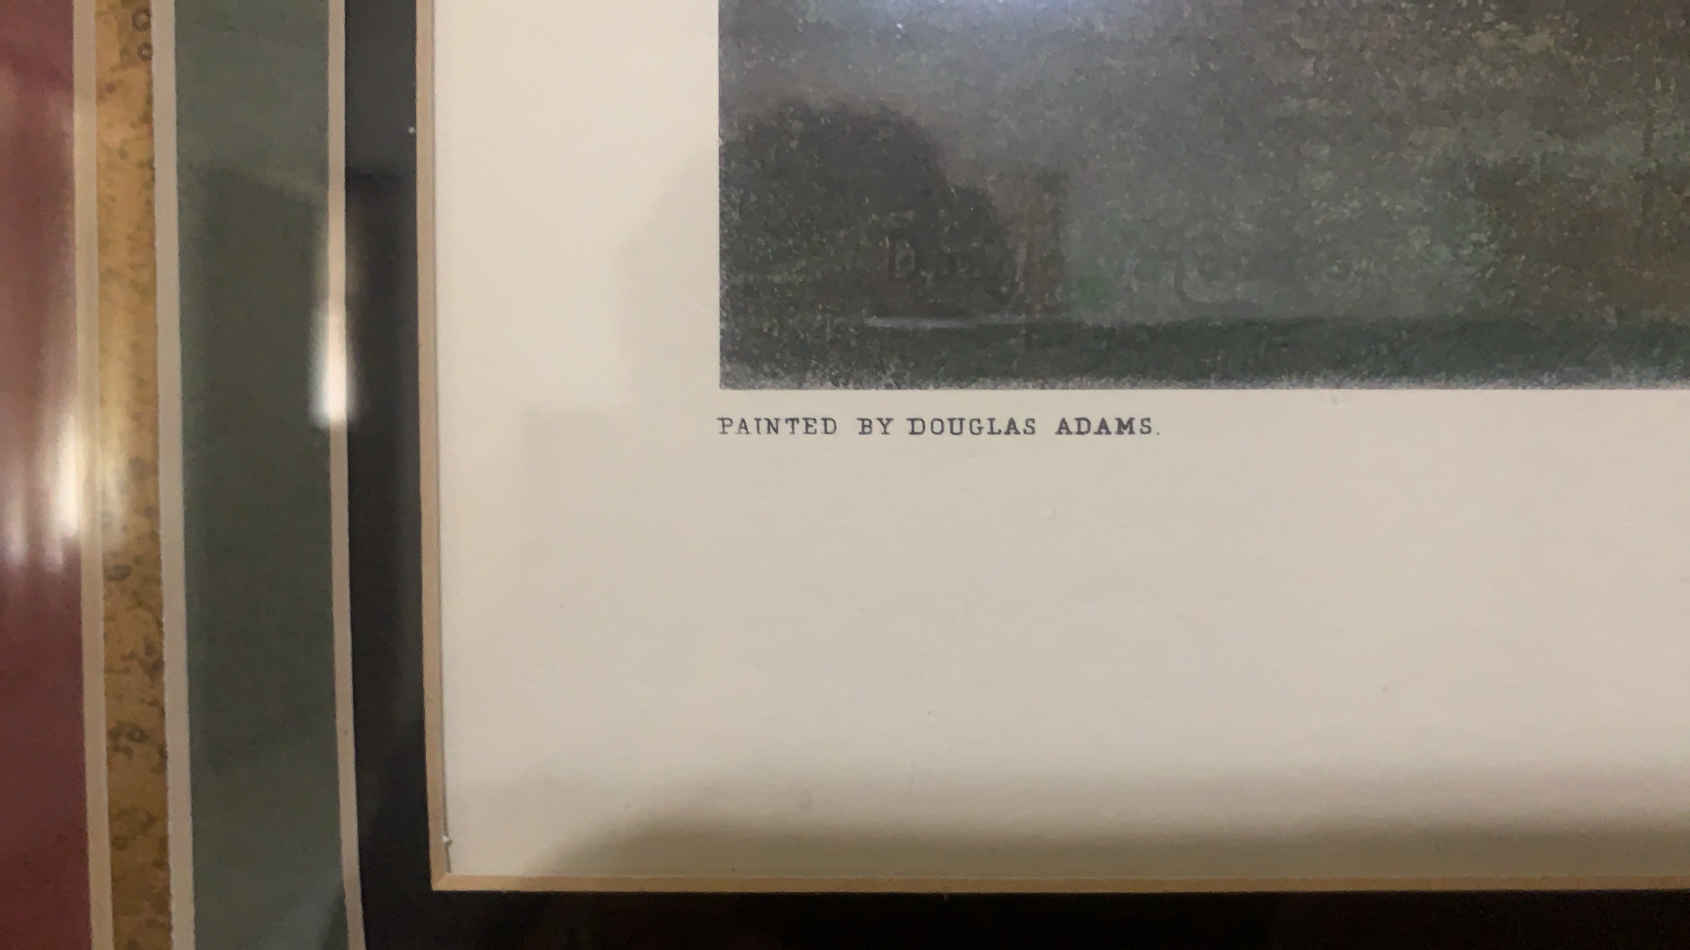 PAINTED BY DOUGLAS ADAMS.